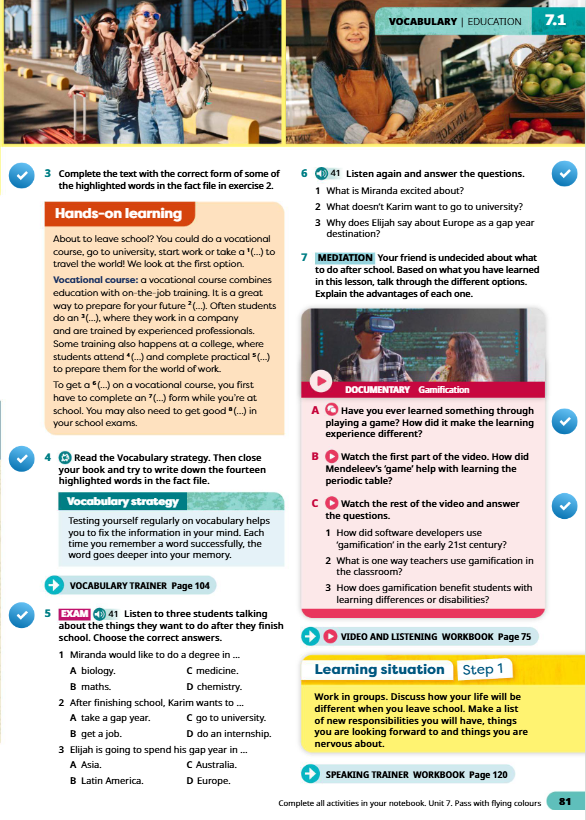 VOCABULARY | EDUCATION 7.1
3 Complete the text with the correct form of some of
the highlighted words in the fact file in exercise 2.
Hands-on learning
About to leave school? You could do a vocational
course, go to university, start work or take a ¹(...) to
travel the world! We look at the first option.
Vocational course: a vocational course combines
education with on-the-job training. It is a great
way to prepare for your future ²(...). Often students
do an ³(...), where they work in a company
and are trained by experienced professionals.
Some training also happens at a college, where
students attend ⁴(...) and complete practical ⁵(...)
to prepare them for the world of work.
To get a ⁶(...) on a vocational course, you first
have to complete an ⁷(...) form while you're at
school. You may also need to get good ⁸(...) in
your school exams.
4 Read the Vocabulary strategy. Then close
your book and try to write down the fourteen
highlighted words in the fact file.
Vocabulary strategy
Testing yourself regularly on vocabulary helps
you to fix the information in your mind. Each
time you remember a word successfully, the
word goes deeper into your memory.
VOCABULARY TRAINER Page 104
5 EXAM 41 Listen to three students talking
about the things they want to do after they finish
school. Choose the correct answers.
1 Miranda would like to do a degree in ...
A biology. C medicine.
B maths. D chemistry.
2 After finishing school, Karim wants to ...
A take a gap year. C go to university.
B get a job. D do an internship.
3 Elijah is going to spend his gap year in ...
A Asia. C Australia.
B Latin America. D Europe.
6 41 Listen again and answer the questions.
1 What is Miranda excited about?
2 What doesn't Karim want to go to university?
3 Why does Elijah say about Europe as a gap year
destination?
7 MEDIATION Your friend is undecided about what
to do after school. Based on what you have learned
in this lesson, talk through the different options.
Explain the advantages of each one.
DOCUMENTARY Gamification
A Have you ever learned something through
playing a game? How did it make the learning
experience different?
B Watch the first part of the video. How did
Mendeleev's 'game' help with learning the
periodic table?
C Watch the rest of the video and answer
the questions.
1 How did software developers use
'gamification' in the early 21st century?
2 What is one way teachers use gamification in
the classroom?
3 How does gamification benefit students with
learning differences or disabilities?
VIDEO AND LISTENING WORKBOOK Page 75
Learning situation Step 1
Work in groups. Discuss how your life will be
different when you leave school. Make a list
of new responsibilities you will have, things
you are looking forward to and things you are
nervous about.
SPEAKING TRAINER WORKBOOK Page 120
Complete all activities in your notebook. Unit 7. Pass with flying colours 81